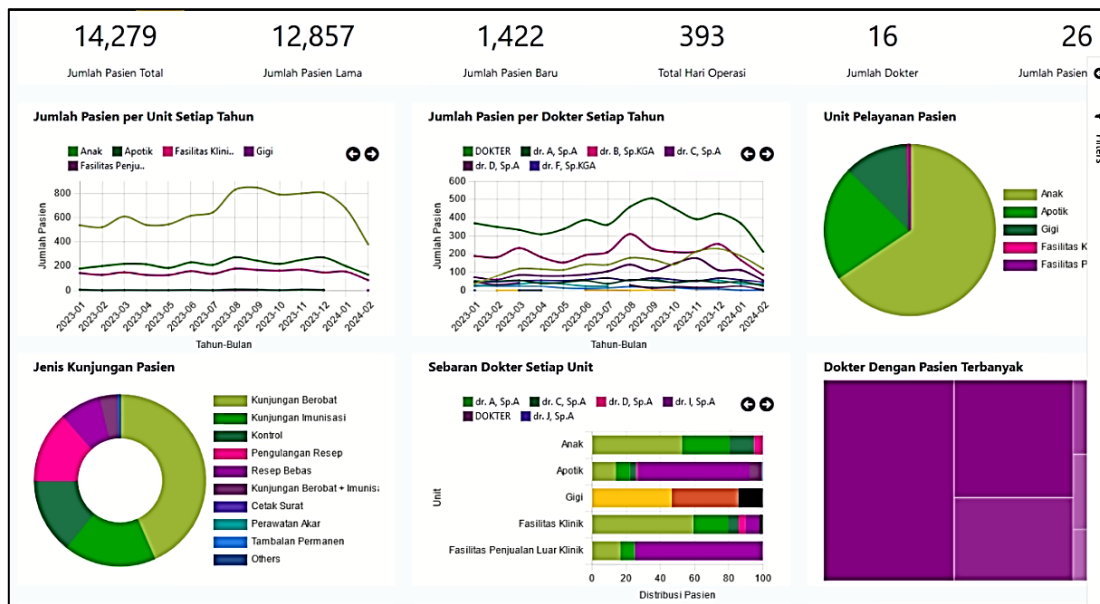 14,279
12,857
1,422
393
16
26
Jumlah Pasien Total
Jumlah Pasien Lama
Jumlah Pasien Baru
Total Hari Operasi
Jumlah Dokter
Jumlah Pasien
Filters
Jumlah Pasien per Unit Setiap Tahun
Anak
Apotik
Fasilitas Klini..
Gigi
Fasilitas Penju..
Jumlah Pasien
800
600
400
200
0
2023-01
2023-02
2023-03
2023-04
2023-05
2023-06
2023-07
2023-08
2023-09
2023-10
2023-11
2023-12
2024-01
2024-02
Tahun-Bulan
Jumlah Pasien per Dokter Setiap Tahun
DOKTER
dr. A, Sp.A
dr. B, Sp.KGA
dr. C, Sp.A
dr. D, Sp.A
dr. F, Sp.KGA
Jumlah Pasien
600
500
400
300
200
100
0
2023-01
2023-02
2023-03
2023-04
2023-05
2023-06
2023-07
2023-08
2023-09
2023-10
2023-11
2023-12
2024-01
2024-02
Tahun-Bulan
Unit Pelayanan Pasien
Anak
Apotik
Gigi
Fasilitas K
Fasilitas P
Jenis Kunjungan Pasien
Kunjungan Berobat
Kunjungan Imunisasi
Kontrol
Pengulangan Resep
Resep Bebas
Kunjungan Berobat + Imunisa
Cetak Surat
Perawatan Akar
Tambalan Permanen
Others
Sebaran Dokter Setiap Unit
dr. A, Sp.A
dr. C, Sp.A
dr. D, Sp.A
dr. I, Sp.A
DOKTER
dr. J, Sp.A
Unit
Anak
Apotik
Gigi
Fasilitas Klinik
Fasilitas Penjualan Luar Klinik
0
20
40
60
80
100
Distribusi Pasien
Dokter Dengan Pasien Terbanyak